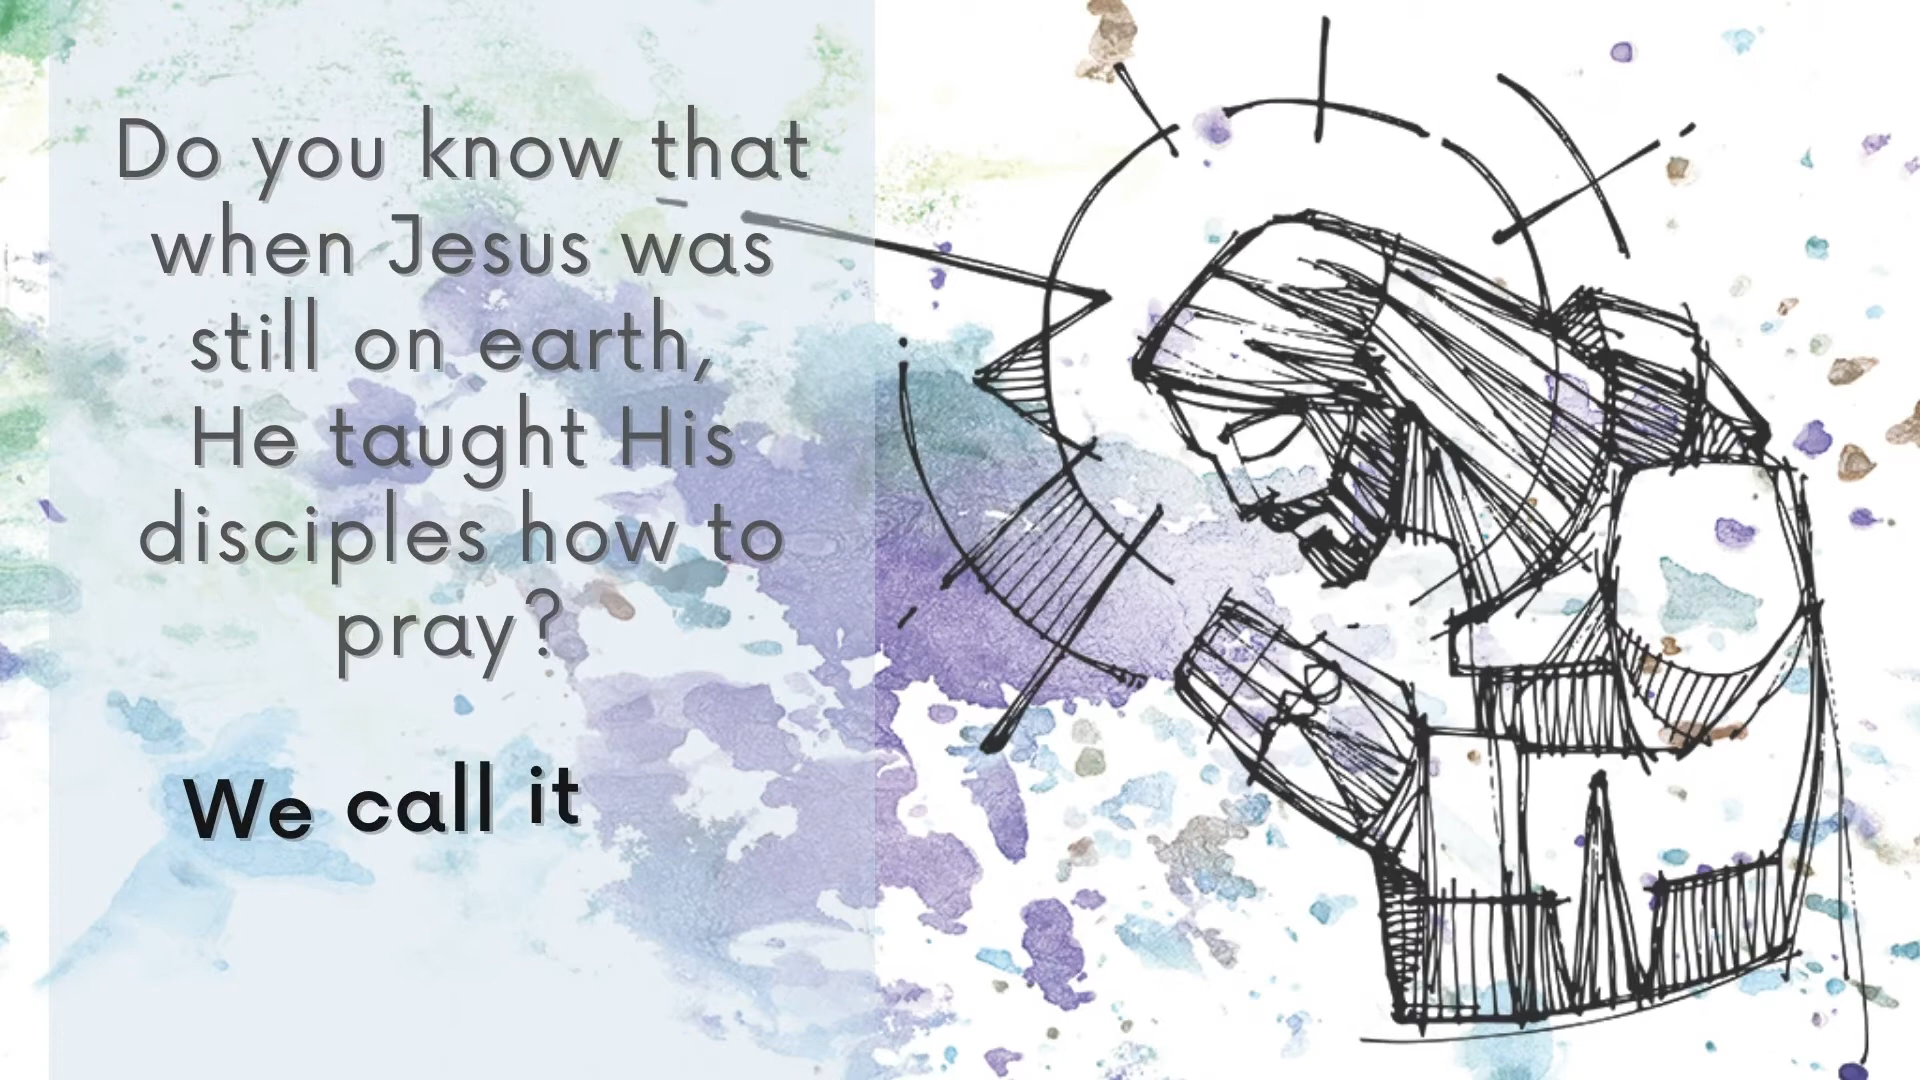 Do you know that
when Jesus was
still on earth,
He taught His
disciples how to
pray?
We call it